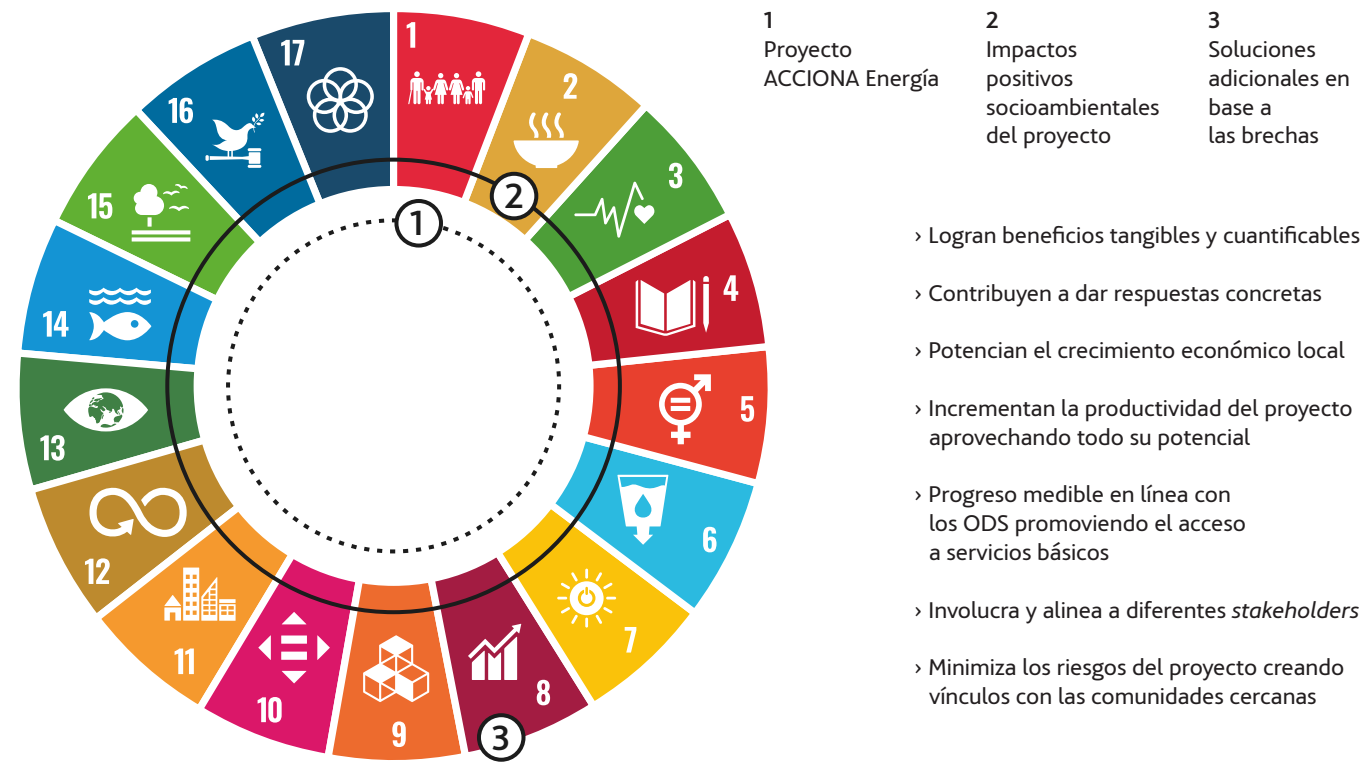 1
2
3
4
5
6
7
8
9
10
11
12
13
14
15
16
17
1
2
3
1
Proyecto
ACCIONA Energía
2
Impactos
positivos
socioambientales
del proyecto
3
Soluciones
adicionales en
base a
las brechas
› Logran beneficios tangibles y cuantificables
› Contribuyen a dar respuestas concretas
› Potencian el crecimiento económico local
› Incrementan la productividad del proyecto
aprovechando todo su potencial
› Progreso medible en línea con
los ODS promoviendo el acceso
a servicios básicos
› Involucra y alinea a diferentes stakeholders
› Minimiza los riesgos del proyecto creando
vínculos con las comunidades cercanas